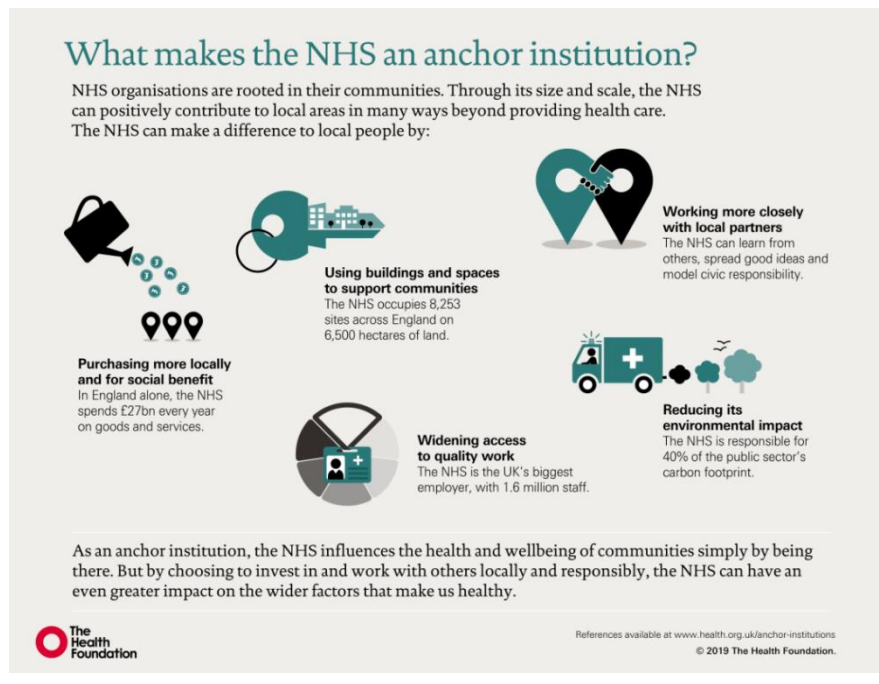 What makes the NHS an anchor institution?
NHS organisations are rooted in their communities. Through its size and scale, the NHS
can positively contribute to local areas in many ways beyond providing health care.
The NHS can make a difference to local people by:
Working more closely
with local partners
The NHS can learn from
others, spread good ideas and
model civic responsibility.
Using buildings and spaces
to support communities
The NHS occupies 8,253
sites across England on
6,500 hectares of land.
Purchasing more locally
and for social benefit
In England alone, the NHS
spends £27bn every year
on goods and services.
Reducing its
environmental impact
The NHS is responsible for
40% of the public sector’s
carbon footprint.
Widening access
to quality work
The NHS is the UK's biggest
employer, with 1.6 million staff.
As an anchor institution, the NHS influences the health and wellbeing of communities simply by being
there. But by choosing to invest in and work with others locally and responsibly, the NHS can have an
even greater impact on the wider factors that make us healthy.
The
Health
Foundation
References available at www.health.org.uk/anchor-institutions
© 2019 The Health Foundation.